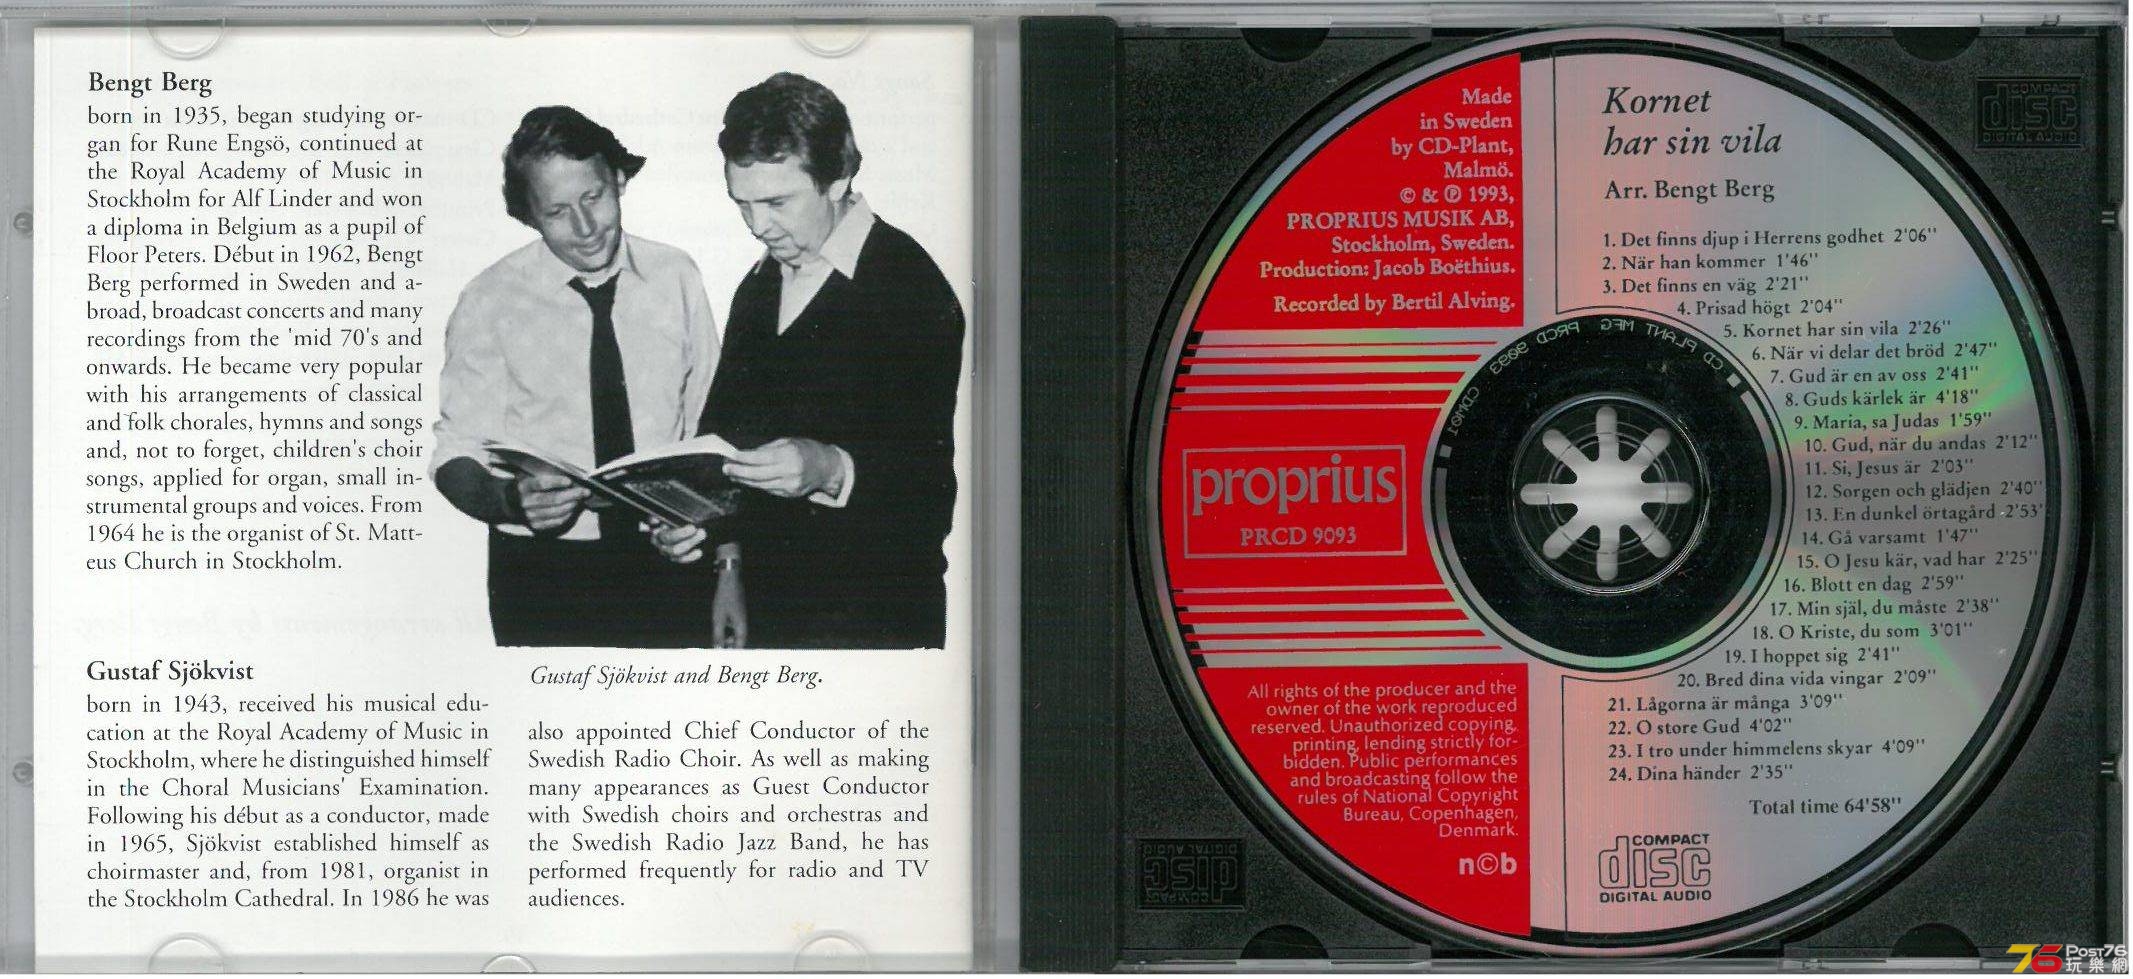 Bengt Berg
born in 1935, began studying or-
gan for Rune Engsö, continued at
the Royal Academy of Music in
Stockholm for Alf Linder and won
a diploma in Belgium as a pupil of
Floor Peters. Début in 1962, Bengt
Berg performed in Sweden and a-
broad, broadcast concerts and many
recordings from the 'mid 70's and
onwards. He became very popular
with his arrangements of classical
and folk chorales, hymns and songs
and, not to forget, children's choir
songs, applied for organ, small in-
strumental groups and voices. From
1964 he is the organist of St. Matt-
eus Church in Stockholm.
Gustaf Sjökvist
born in 1943, received his musical edu-
cation at the Royal Academy of Music in
Stockholm, where he distinguished himself
in the Choral Musicians' Examination.
Following his début as a conductor, made
in 1965, Sjökvist established himself as
choirmaster and, from 1981, organist in
the Stockholm Cathedral. In 1986 he was
Gustaf Sjökvist and Bengt Berg.
also appointed Chief Conductor of the
Swedish Radio Choir. As well as making
many appearances as Guest Conductor
with Swedish choirs and orchestras and
the Swedish Radio Jazz Band, he has
performed frequently for radio and TV
audiences.
Made
in Sweden
by CD-Plant,
Malmö.
© & ℗ 1993,
PROPRIUS MUSIK AB,
Stockholm, Sweden.
Production: Jacob Boëthius.
Recorded by Bertil Alving.
proprius
PRCD 9093
All rights of the producer and the
owner of the work reproduced
reserved. Unauthorized copying,
printing, lending strictly for-
bidden. Public performances
and broadcasting follow the
rules of National Copyright
Bureau, Copenhagen,
Denmark.
n©b
Kornet
har sin vila
Arr. Bengt Berg
1. Det finns djup i Herrens godhet 2'06"
2. När han kommer 1'46"
3. Det finns en väg 2'21"
4. Prisad högt 2'04"
5. Kornet har sin vila 2'26"
6. När vi delar det bröd 2'47"
7. Gud är en av oss 2'41"
8. Guds kärlek är 4'18"
9. Maria, sa Judas 1'59"
10. Gud, när du andas 2'12"
11. Si, Jesus är 2'03"
12. Sorgen och glädjen 2'40"
13. En dunkel örtagård 2'53"
14. Gå varsamt 1'47"
15. O Jesu kär, vad har 2'25"
16. Blott en dag 2'59"
17. Min själ, du måste 2'38"
18. O Kriste, du som 3'01"
19. I hoppet sig 2'41"
20. Bred dina vida vingar 2'09"
21. Lågorna är många 3'09"
22. O store Gud 4'02"
23. I tro under himmelens skyar 4'09"
24. Dina händer 2'35"
Total time 64'58"
COMPACT
disc
DIGITAL AUDIO
CD PLANT MFG PRCD 9093 CDM01
COMPACT
disc
DIGITAL AUDIO
COMPACT
disc
DIGITAL AUDIO
76 Post76
玩樂網